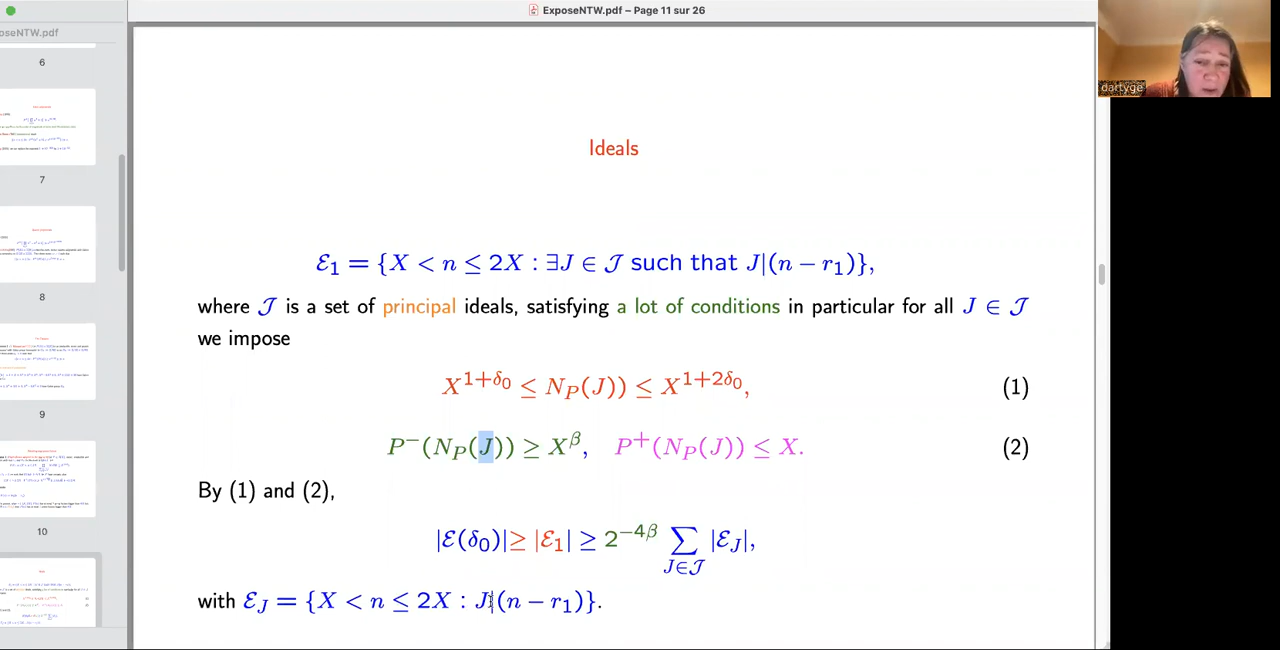 ExposeNTW.pdf – Page 11 sur 26
oseNTW.pdf
6
7
8
9
10
dartyge
Ideals
ℰ₁ = {X < n ≤ 2X : ∃J ∈ 𝒥 such that J|(n − r₁)},
where 𝒥 is a set of principal ideals, satisfying a lot of conditions in particular for all J ∈ 𝒥
we impose
X^{1+δ₀} ≤ N_P(J)) ≤ X^{1+2δ₀}, (1)
P⁻(N_P(J)) ≥ X^β, P⁺(N_P(J)) ≤ X. (2)
By (1) and (2),
|ℰ(δ₀)| ≥ |ℰ₁| ≥ 2^{−4β} ∑_{J∈𝒥} |ℰ_J|,
with ℰ_J = {X < n ≤ 2X : J|(n − r₁)}.